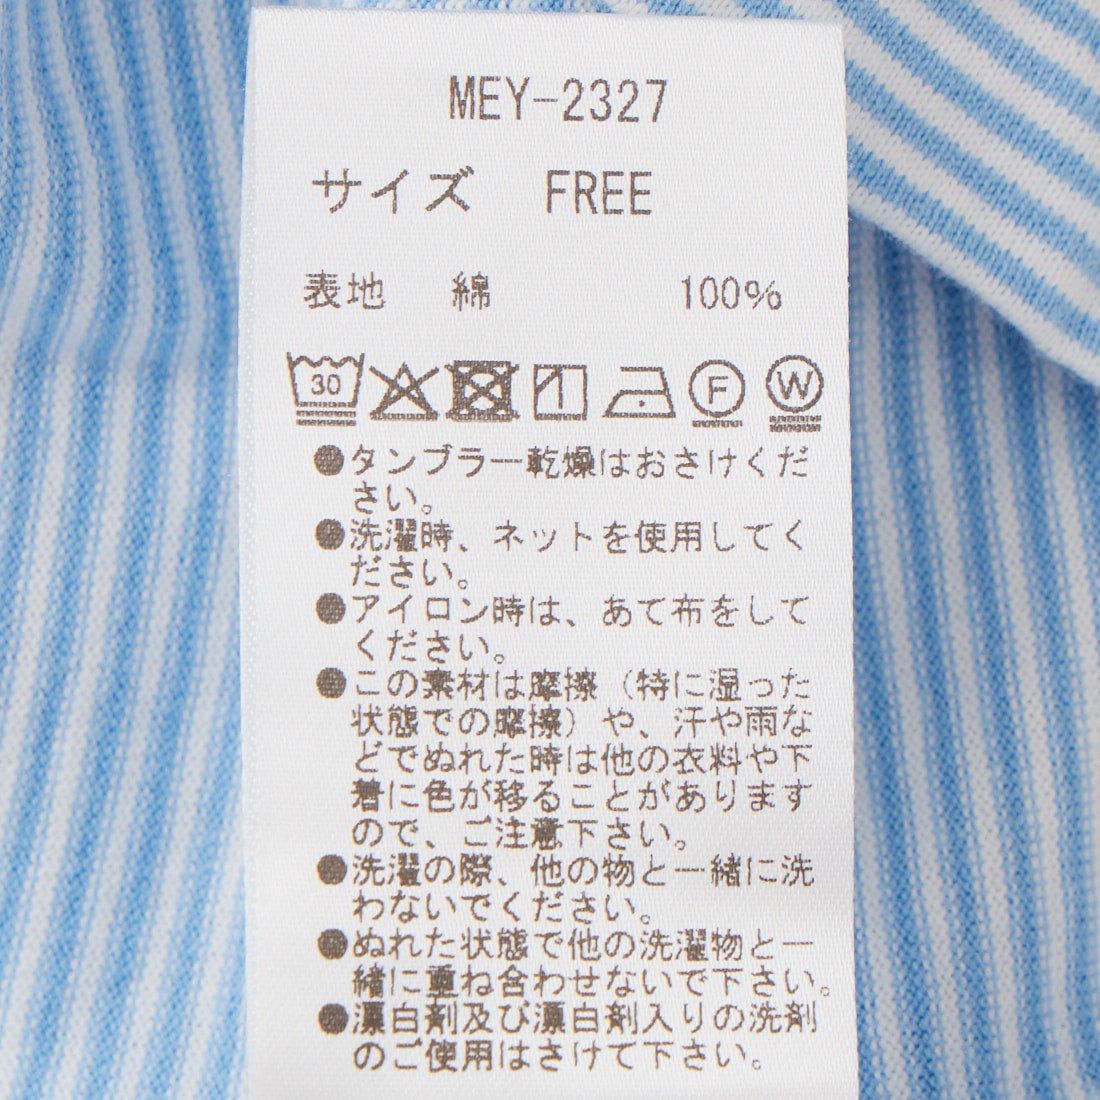 MEY-2327
サイズ FREE
表地 綿 100%
30 F W
●タンブラー乾燥はおさけくだ
さい。
●洗濯時、ネットを使用してく
ださい。
●アイロン時は、あて布をして
ください。
●この素材は摩擦（特に湿った
状態での摩擦）や、汗や雨な
どでぬれた時は他の衣料や下
着に色が移ることがあります
ので、ご注意下さい。
●洗濯の際、他の物と一緒に洗
わないでください。
●ぬれた状態で他の洗濯物と一
緒に重ね合わせないで下さい。
●漂白剤及び漂白剤入りの洗剤
のご使用はさけて下さい。